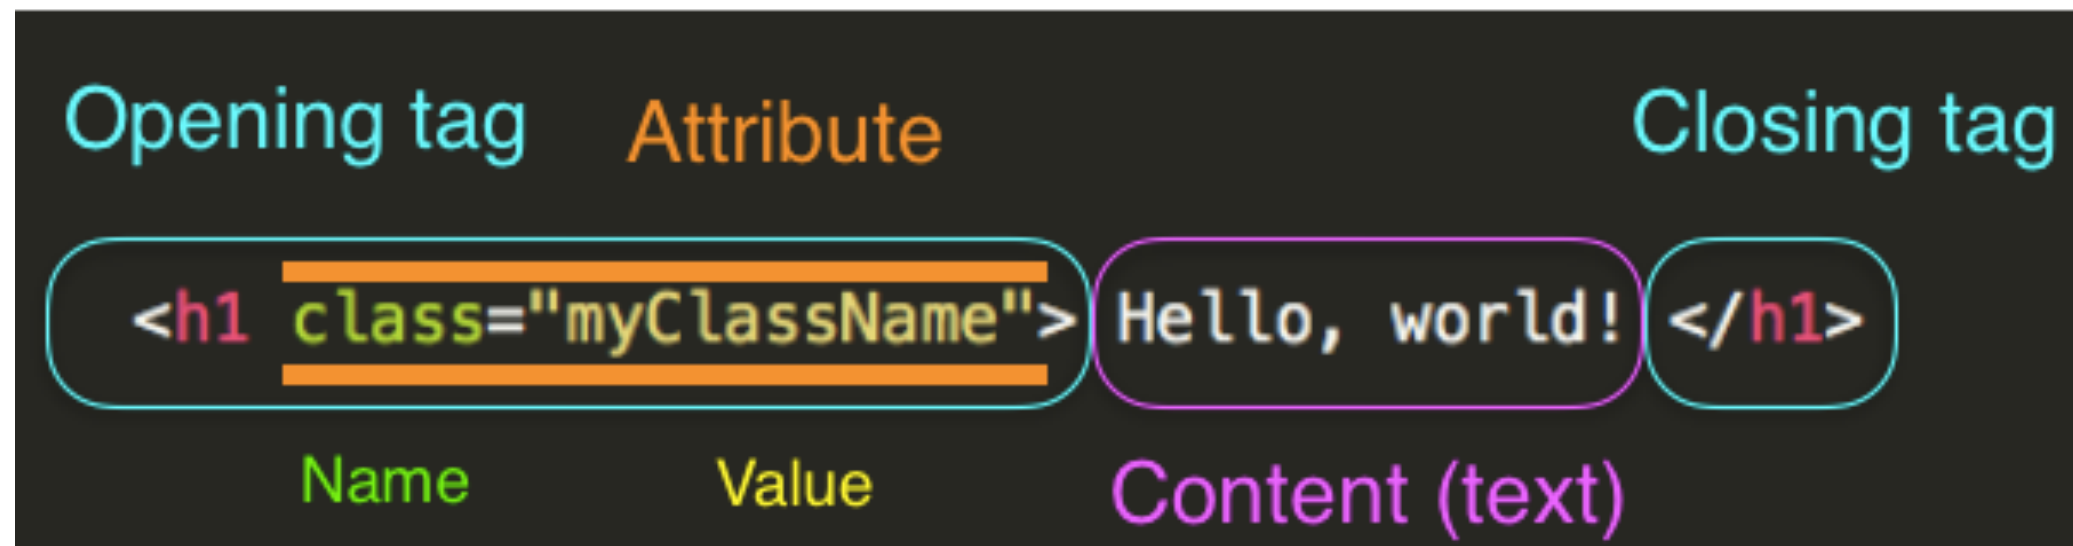 Opening tag Attribute Closing tag
<h1 class="myClassName"> Hello, world! </h1>
Name Value Content (text)